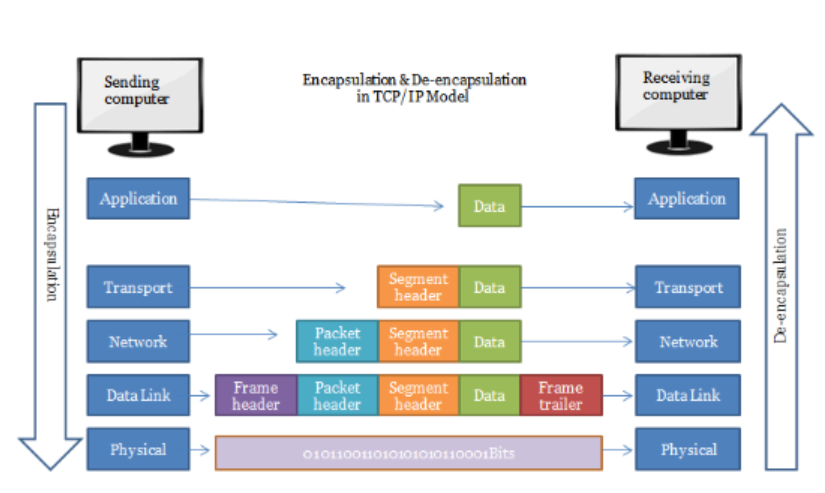 Sending
computer
Encapsulation & De-encapsulation
in TCP/IP Model
Receiving
computer
Encapsulation
De-encapsulation
Application
Data
Application
Transport
Segment
header
Data
Transport
Network
Packet
header
Segment
header
Data
Network
Data Link
Frame
header
Packet
header
Segment
header
Data
Frame
trailer
Data Link
Physical
0101100110101010101100​01Bits
Physical